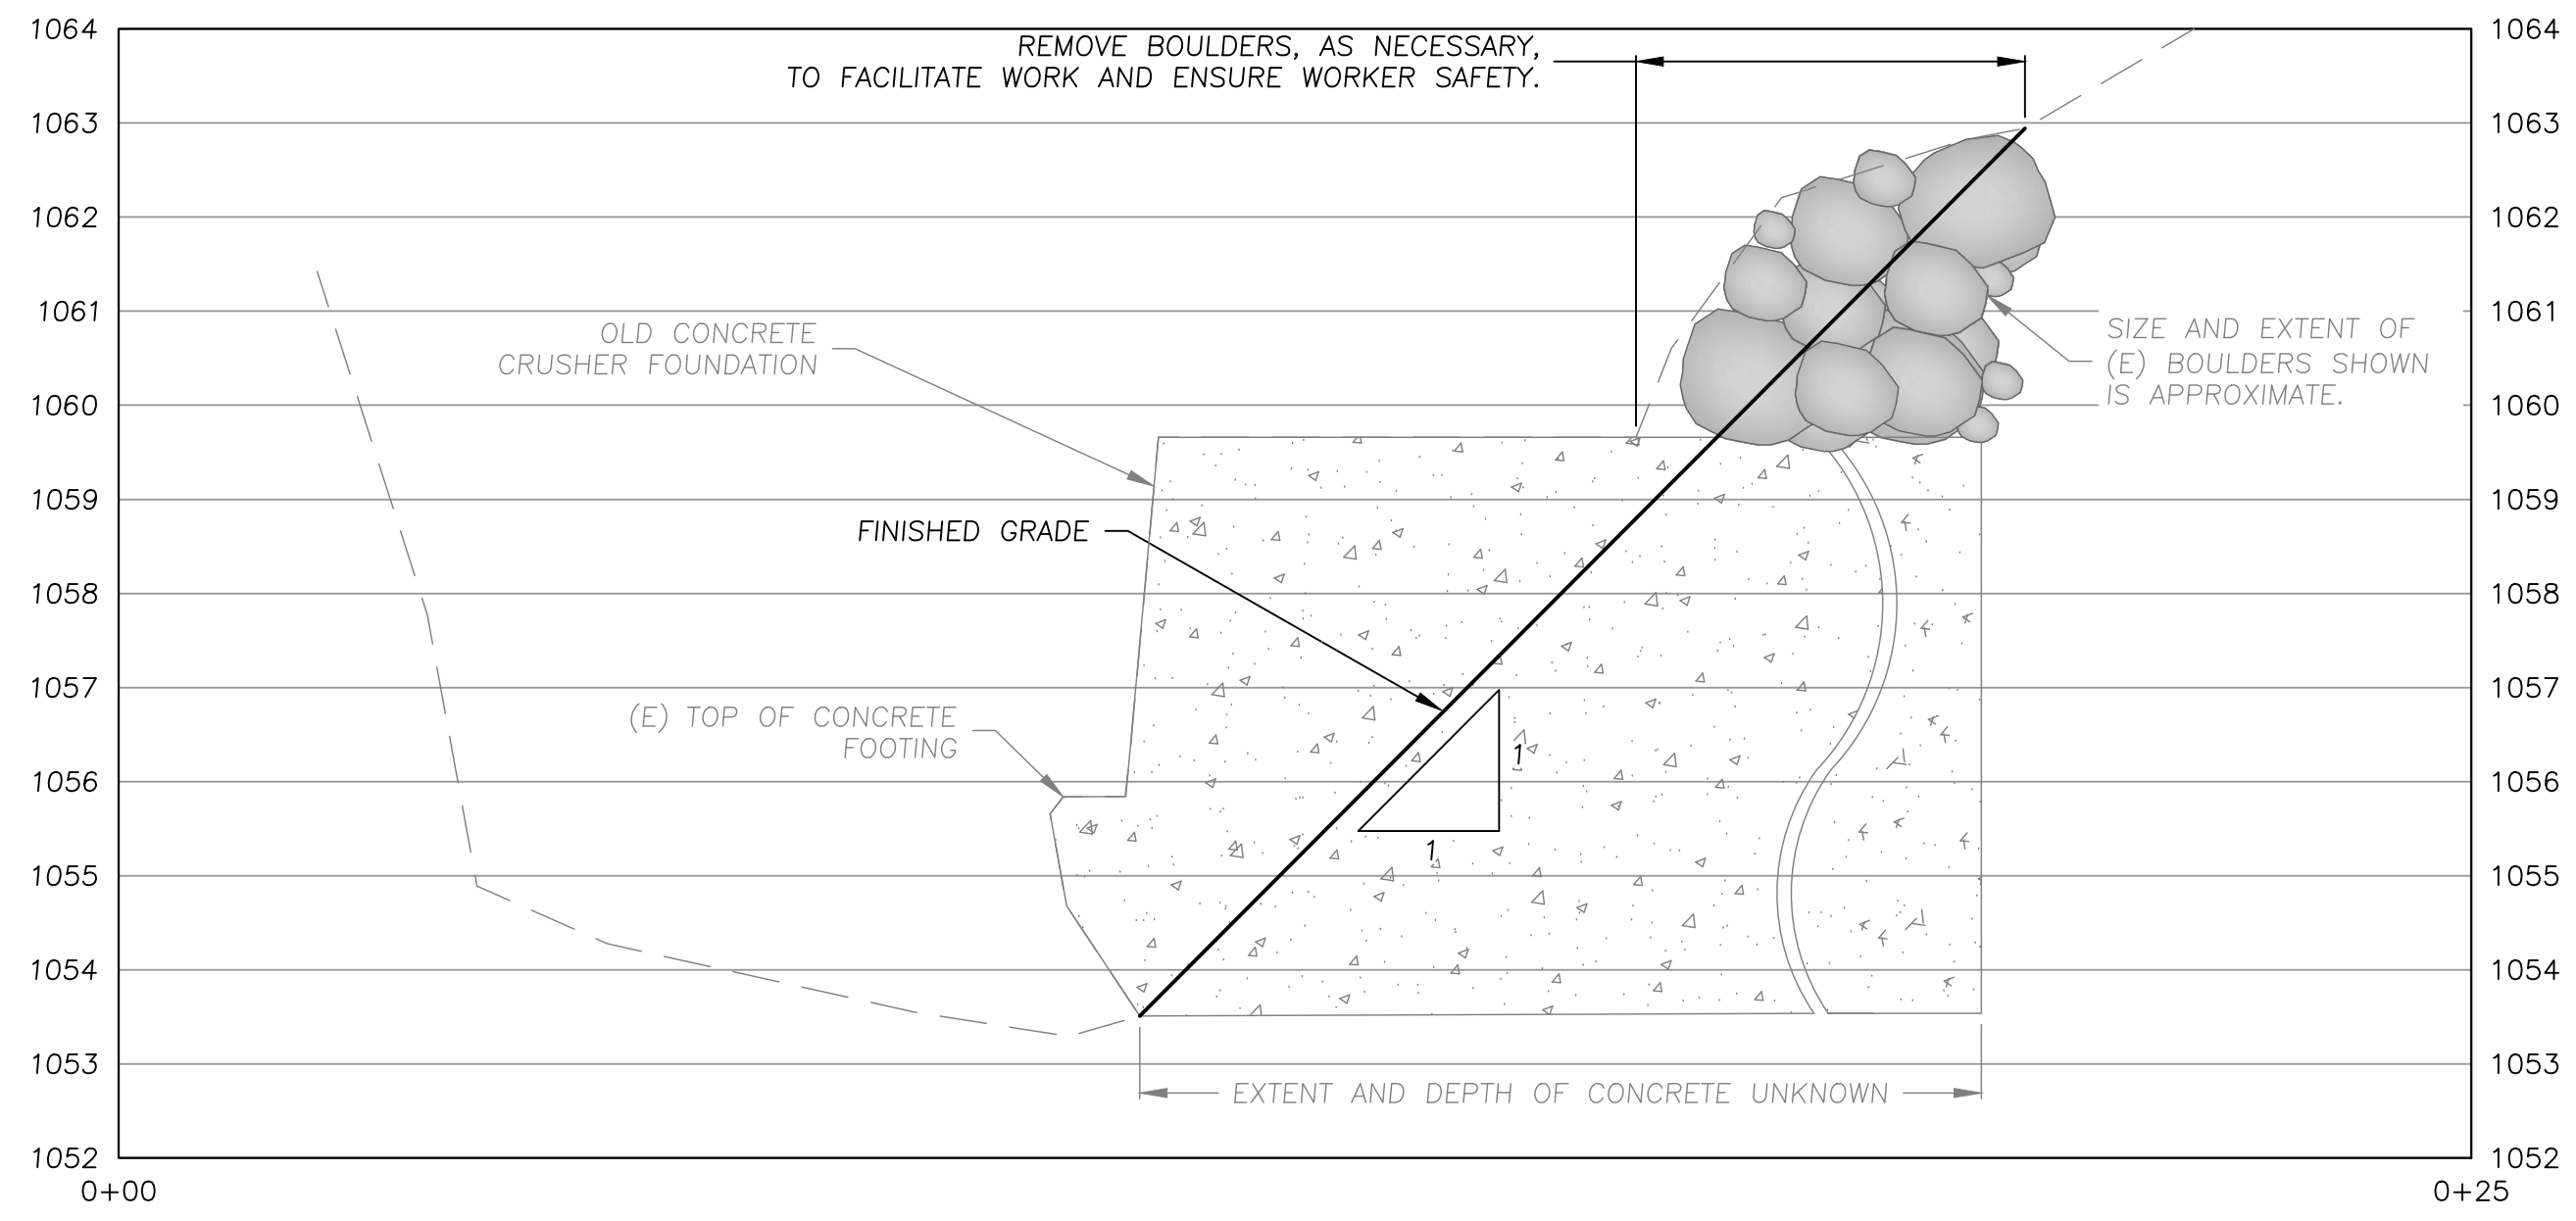 REMOVE BOULDERS, AS NECESSARY,
TO FACILITATE WORK AND ENSURE WORKER SAFETY.
1064 1064
1063 1063
1062 1062
1061 1061
OLD CONCRETE
CRUSHER FOUNDATION
SIZE AND EXTENT OF
(E) BOULDERS SHOWN
IS APPROXIMATE.
1060 1060
1059 1059
FINISHED GRADE
1058 1058
1057 1057
(E) TOP OF CONCRETE
FOOTING
1
1056 1056
1
1055 1055
1054 1054
1053 1053
EXTENT AND DEPTH OF CONCRETE UNKNOWN
1052 1052
0+00 0+25